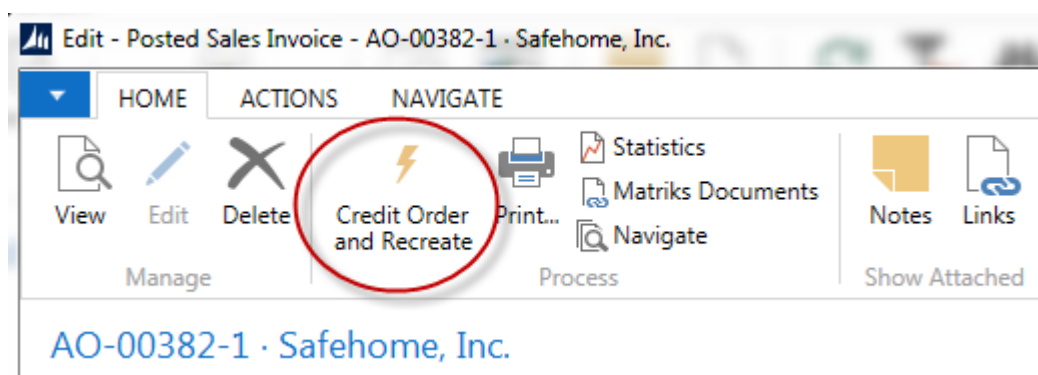 Edit - Posted Sales Invoice - AO-00382-1 · Safehome, Inc.
HOME ACTIONS NAVIGATE
View
Edit
Delete
Credit Order
and Recreate
Print...
Statistics
Matriks Documents
Navigate
Notes
Links
Manage
Process
Show Attached
AO-00382-1 · Safehome, Inc.